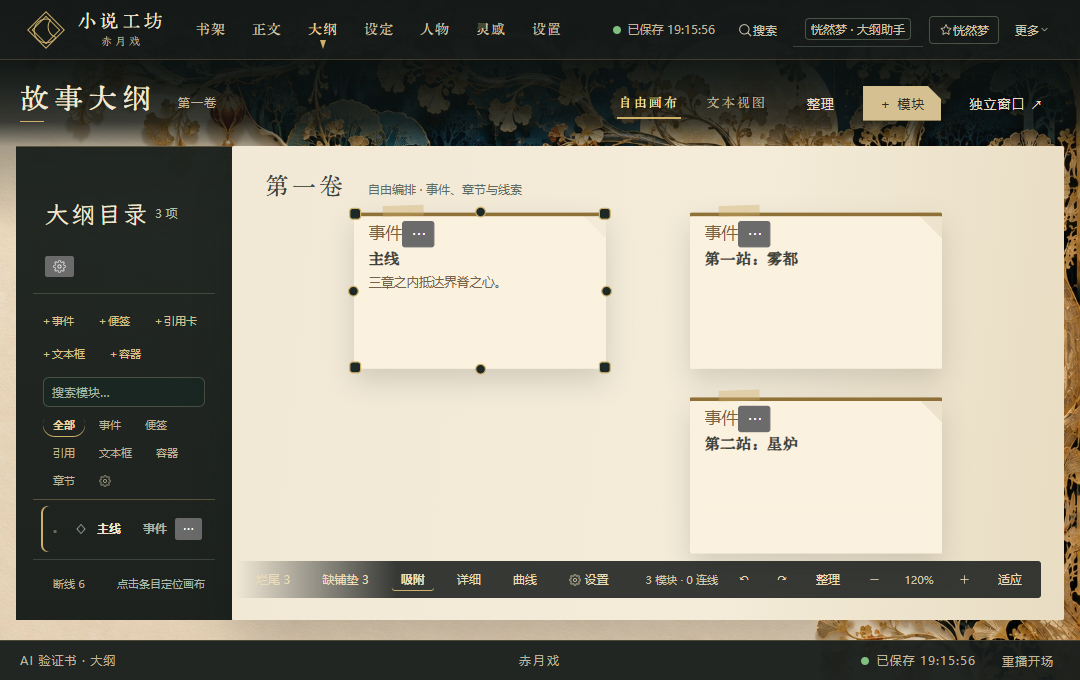 小说工坊
赤月戏
书架 正文 大纲 设定 人物 灵感 设置
已保存 19:15:56
搜索
恍然梦 · 大纲助手
恍然梦
更多
故事大纲
第一卷
自由画布 文本视图
整理
+ 模块
独立窗口 ↗
大纲目录 3 项
+事件 +便签 +引用卡
+文本框 +容器
搜索模块...
全部 事件 便签
引用 文本框 容器
章节
主线 事件 ...
断线 6 点击条目定位画布
第一卷
自由编排 · 事件、章节与线索
事件 ...
主线
三章之内抵达界脊之心。
事件 ...
第一站：雾都
事件 ...
第二站：星炉
尾 3 缺铺垫 3 吸附 详细 曲线 设置 3 模块 · 0 连线 整理 − 120% + 适应
AI 验证书 · 大纲
赤月戏
已保存 19:15:56
重播开场